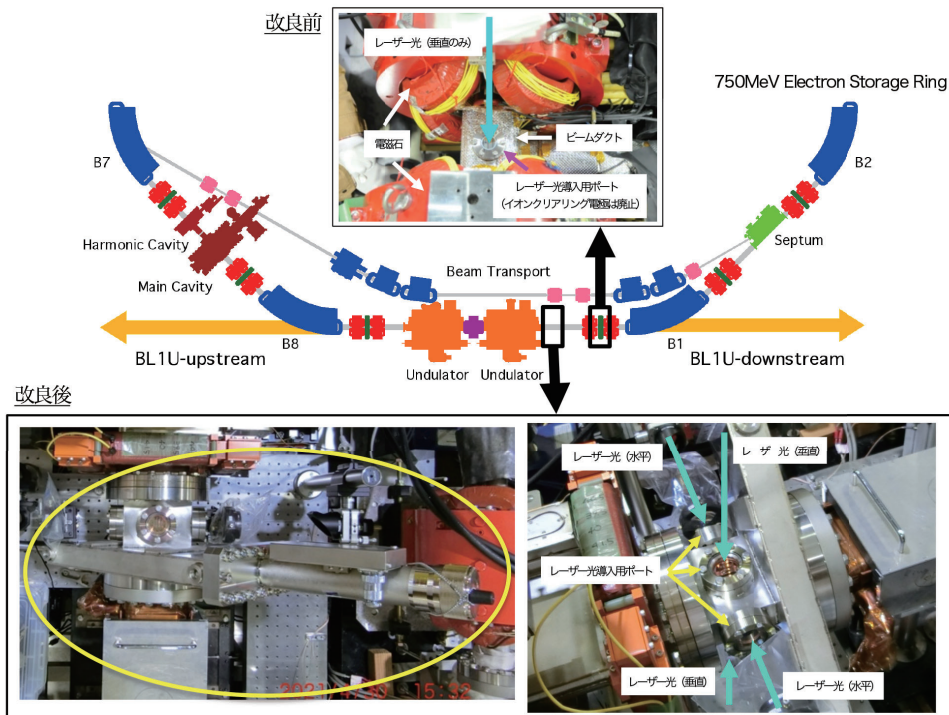 改良前
レーザー光（垂直のみ）
電磁石
ビームダクト
レーザー光導入用ポート
（イオンクリアリング電極は廃止）
750MeV Electron Storage Ring
B7
B2
Harmonic Cavity
Main Cavity
Septum
Beam Transport
BL1U-upstream
B8
Undulator
Undulator
B1
BL1U-downstream
改良後
2021/4/30 15:32
レーザー光（水平）
レーザ光（垂直）
レーザー光導入用ポート
レーザー光（垂直）
レーザー光（水平）